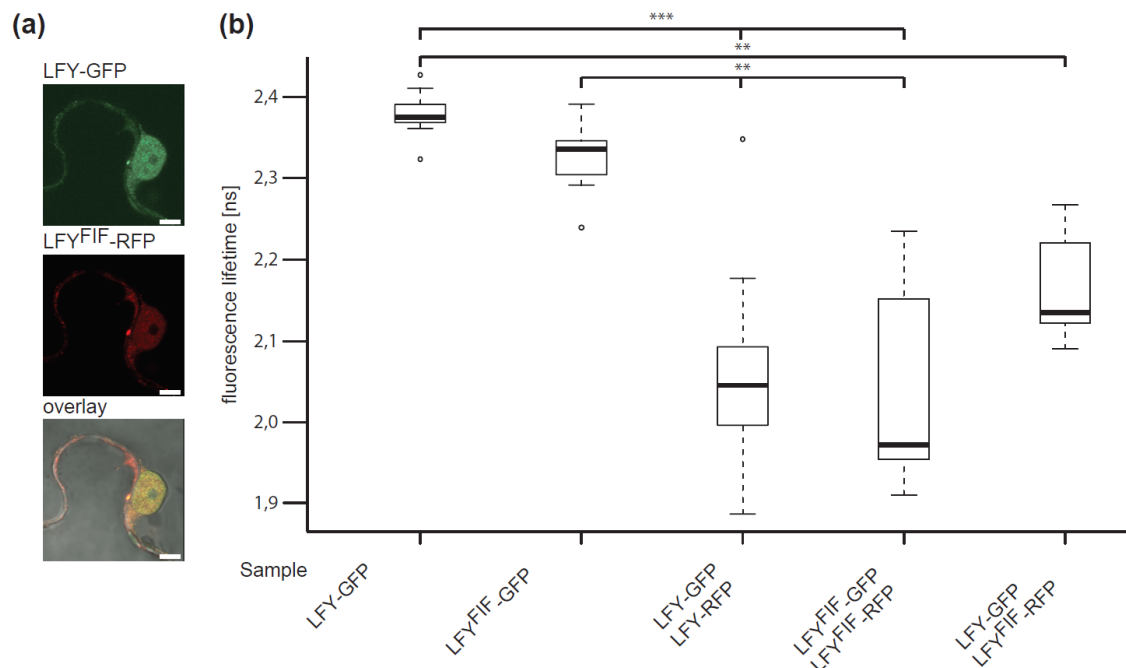 (a)
LFY-GFP
LFYFIF-RFP
overlay
(b)
***
**
**
fluorescence lifetime [ns]
2,4
2,3
2,2
2,1
2,0
1,9
Sample
LFY-GFP
LFYFIF-GFP
LFY-GFP
LFY-RFP
LFYFIF-GFP
LFYFIF-RFP
LFY-GFP
LFYFIF-RFP